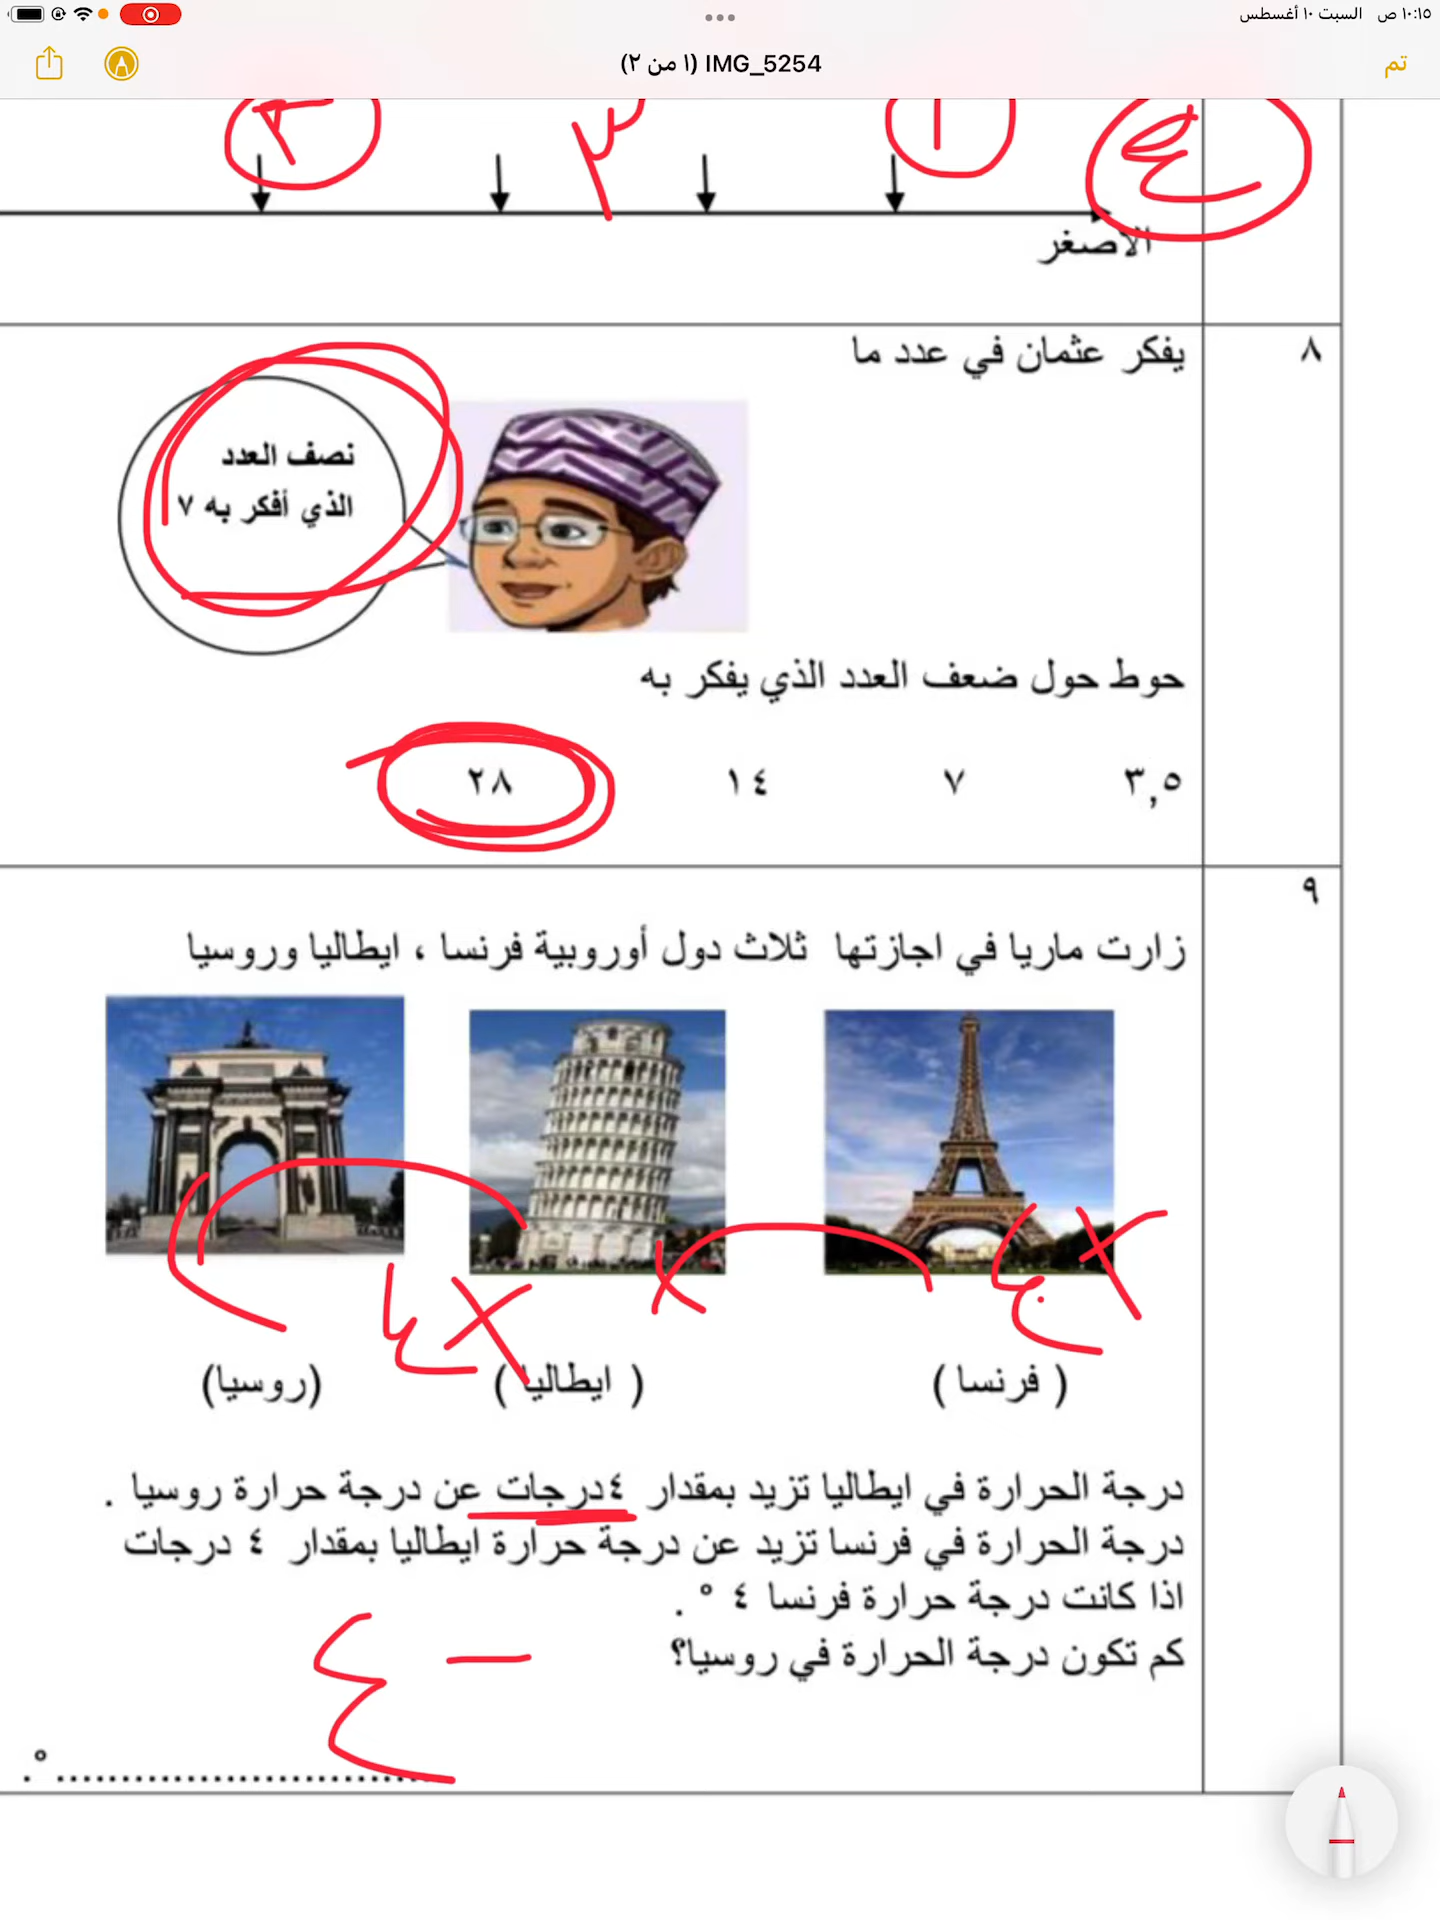 ١٠:١٥ ص السبت ١٠ أغسطس
تم
IMG_5254 (١ من ٢)
٤
١
٣
الأصغر
٨
يفكر عثمان في عدد ما
نصف العدد
الذي أفكر به ٧
حوط حول ضعف العدد الذي يفكر به
٣,٥ ٧ ١٤ ٢٨
٩
زارت ماريا في اجازتها ثلاث دول أوروبية فرنسا ، ايطاليا وروسيا
٤
٤
( فرنسا ) ( ايطاليا ) (روسيا)
درجة الحرارة في ايطاليا تزيد بمقدار ٤درجات عن درجة حرارة روسيا .
درجة الحرارة في فرنسا تزيد عن درجة حرارة ايطاليا بمقدار ٤ درجات
اذا كانت درجة حرارة فرنسا ٤ ° .
كم تكون درجة الحرارة في روسيا؟
- ٤
..............................°.